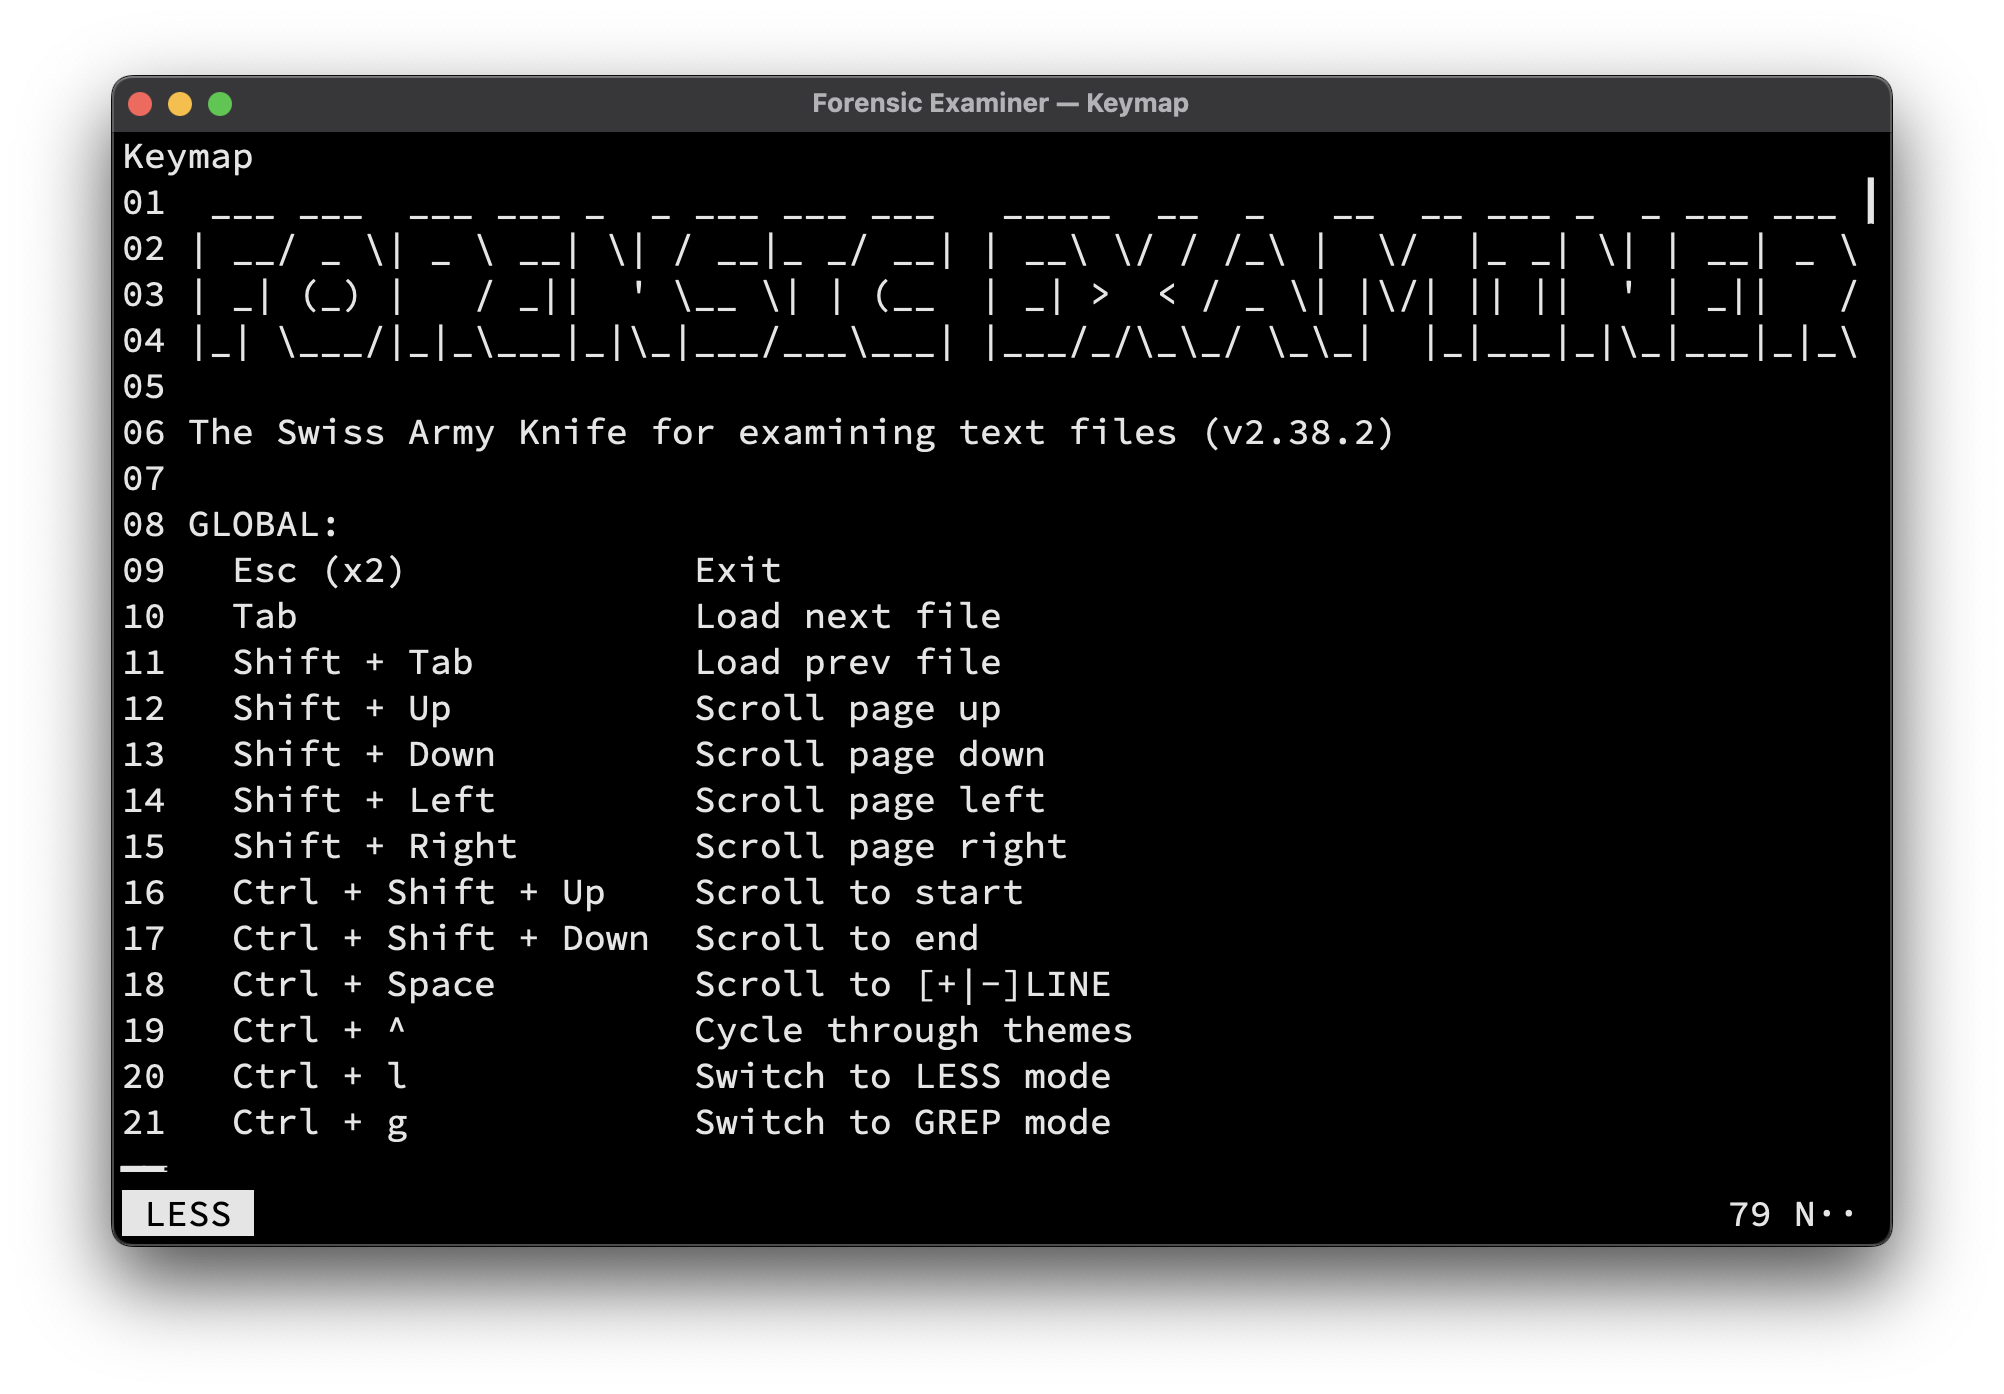 Forensic Examiner — Keymap
Keymap
01  ___ ___  ___ ___ _  _ ___ ___ ___   _____  __  _   __  __ ___ _  _ ___ ___
02 | __/ _ \| _ \ __| \| / __|_ _/ __| | __\ \/ / /_\ |  \/  |_ _| \| | __| _ \
03 | _| (_) |   / _|| ' \__ \| | (__  | _| >  < / _ \| |\/| || || ' | _||   /
04 |_| \___/|_|_\___|_|\_|___/___\___| |___/_/\_\_/ \_\_|  |_|___|_|\_|___|_|_\
05
06 The Swiss Army Knife for examining text files (v2.38.2)
07
08 GLOBAL:
09   Esc (x2)             Exit
10   Tab                  Load next file
11   Shift + Tab          Load prev file
12   Shift + Up           Scroll page up
13   Shift + Down         Scroll page down
14   Shift + Left         Scroll page left
15   Shift + Right        Scroll page right
16   Ctrl + Shift + Up    Scroll to start
17   Ctrl + Shift + Down  Scroll to end
18   Ctrl + Space         Scroll to [+|-]LINE
19   Ctrl + ^             Cycle through themes
20   Ctrl + l             Switch to LESS mode
21   Ctrl + g             Switch to GREP mode
LESS 79 N··